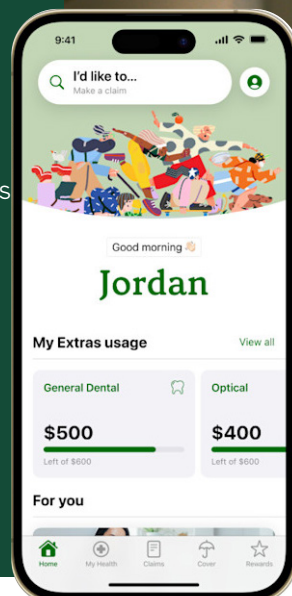 9:41
I'd like to...
Make a claim
s
Good morning 👋🏻
Jordan
My Extras usage
View all
General Dental
Optical
$500
$400
Left of $600
Left of $600
For you
Home
My Health
Claims
Cover
Rewards